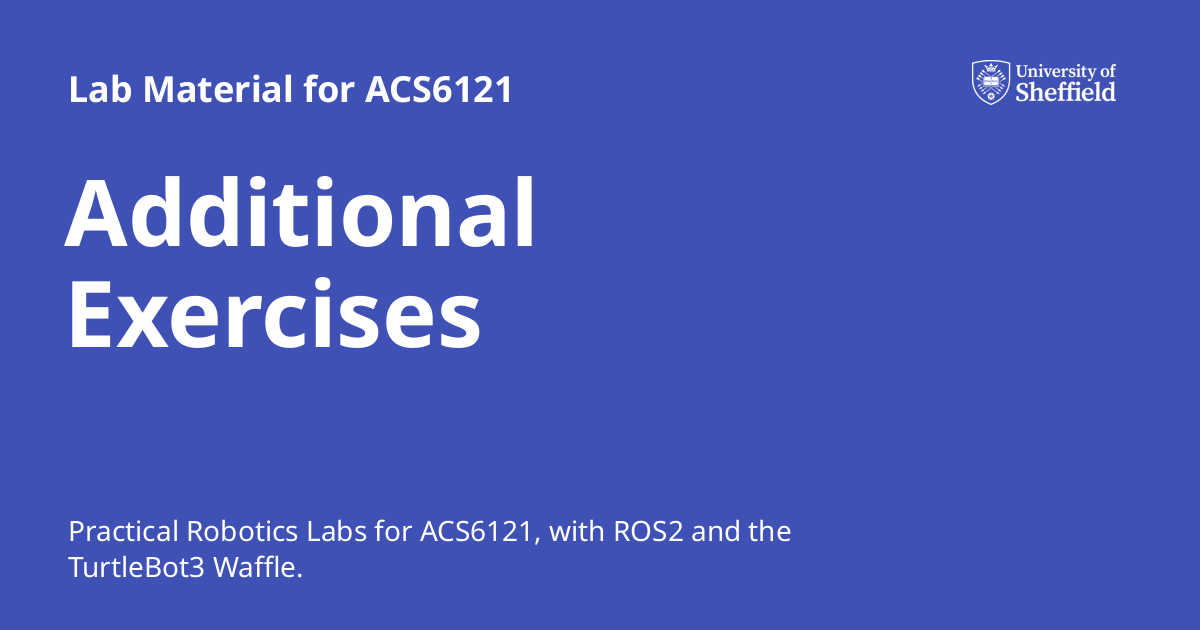 Lab Material for ACS6121
University of
Sheffield
Additional
Exercises
Practical Robotics Labs for ACS6121, with ROS2 and the
TurtleBot3 Waffle.